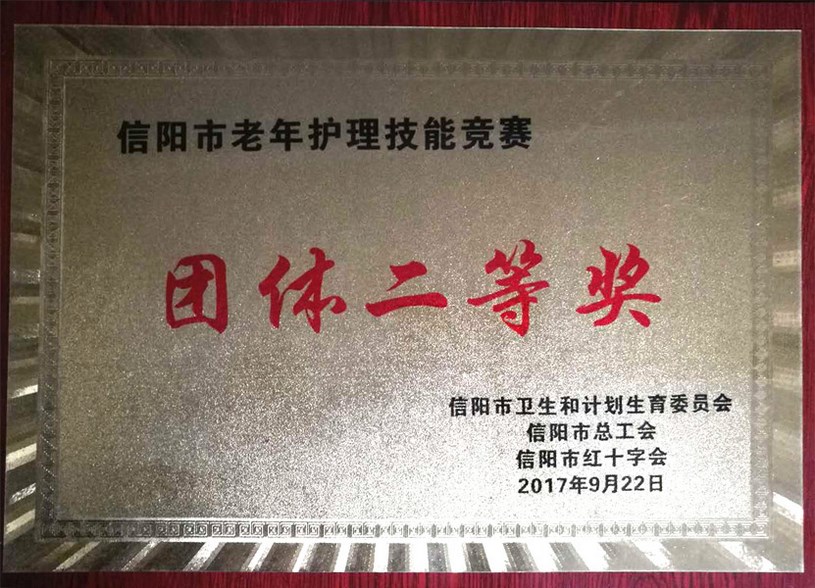 信阳市老年护理技能竞赛
团体二等奖
信阳市卫生和计划生育委员会
信阳市总工会
信阳市红十字会
2017年9月22日